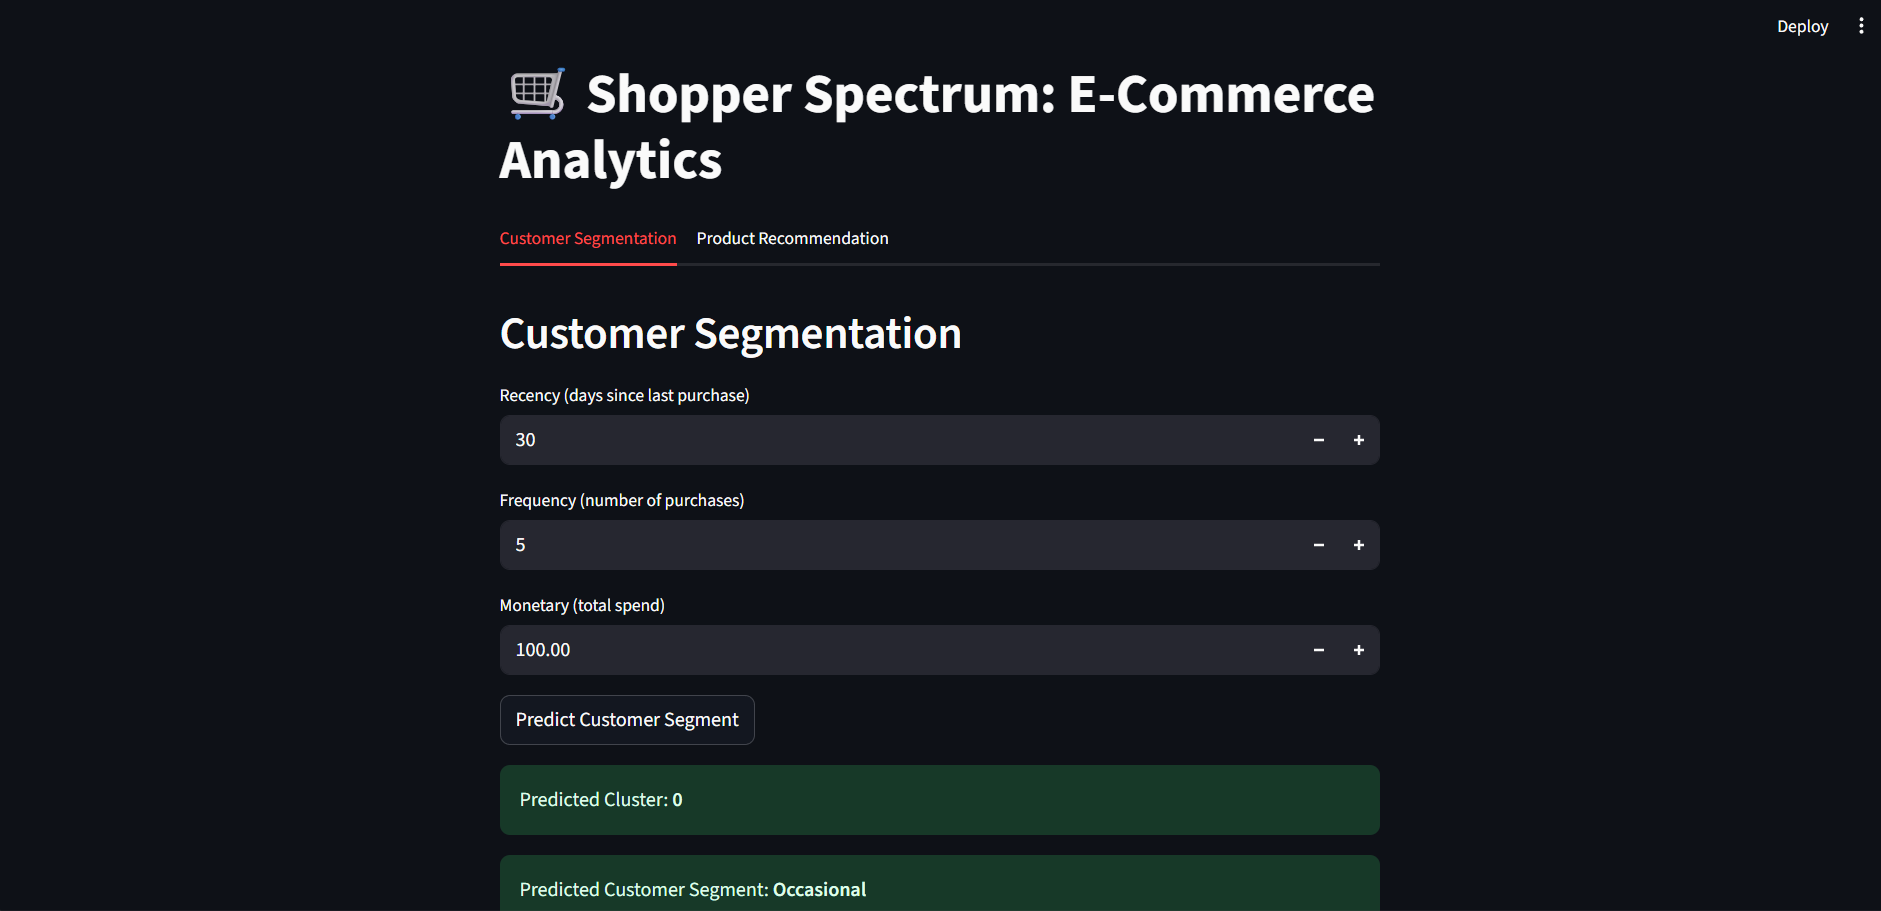 Deploy
Shopper Spectrum: E-Commerce
Analytics
Customer Segmentation Product Recommendation
Customer Segmentation
Recency (days since last purchase)
30
Frequency (number of purchases)
5
Monetary (total spend)
100.00
Predict Customer Segment
Predicted Cluster: 0
Predicted Customer Segment: Occasional